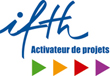 ifth
Activateur de projets